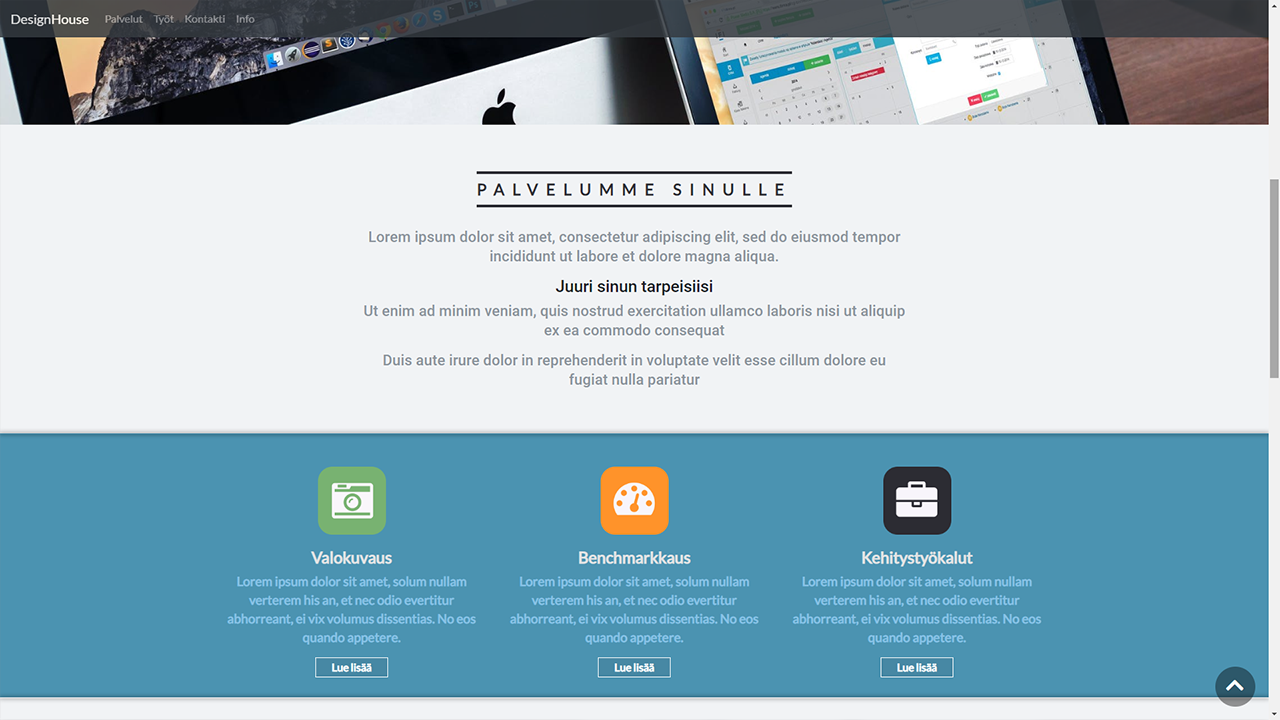 DesignHouse Palvelut Työt Kontakti Info
PALVELUMME SINULLE
Lorem ipsum dolor sit amet, consectetur adipiscing elit, sed do eiusmod tempor
incididunt ut labore et dolore magna aliqua.
Juuri sinun tarpeisiisi
Ut enim ad minim veniam, quis nostrud exercitation ullamco laboris nisi ut aliquip
ex ea commodo consequat
Duis aute irure dolor in reprehenderit in voluptate velit esse cillum dolore eu
fugiat nulla pariatur
Valokuvaus
Lorem ipsum dolor sit amet, solum nullam
verterem his an, et nec odio evertitur
abhorreant, ei vix volumus dissentias. No eos
quando appetere.
Lue lisää
Benchmarkkaus
Lorem ipsum dolor sit amet, solum nullam
verterem his an, et nec odio evertitur
abhorreant, ei vix volumus dissentias. No eos
quando appetere.
Lue lisää
Kehitystyökalut
Lorem ipsum dolor sit amet, solum nullam
verterem his an, et nec odio evertitur
abhorreant, ei vix volumus dissentias. No eos
quando appetere.
Lue lisää